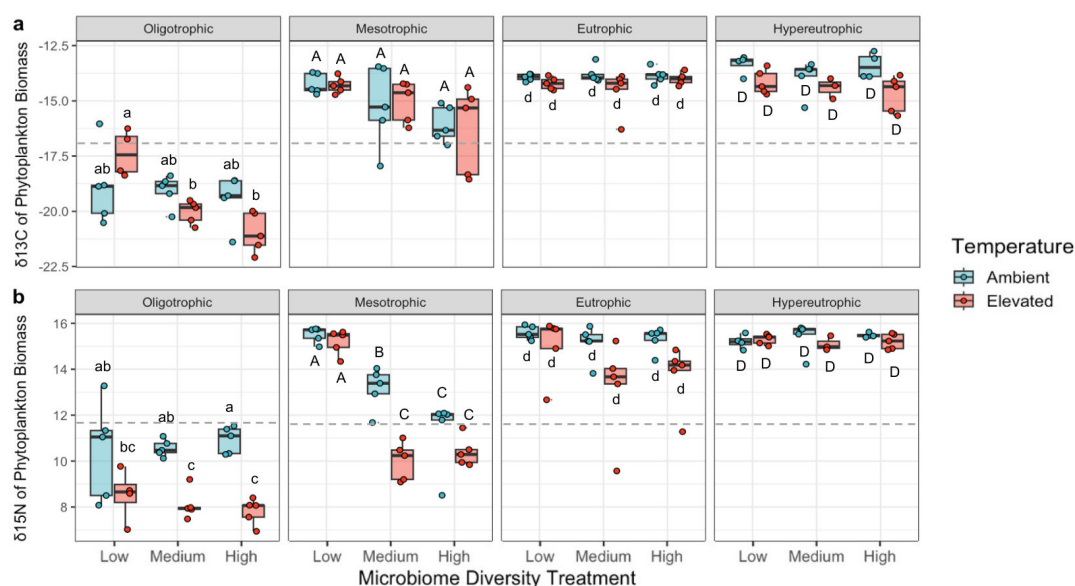 a
Oligotrophic Mesotrophic Eutrophic Hypereutrophic
δ13C of Phytoplankton Biomass
-12.5
-15.0
-17.5
-20.0
-22.5
ab a ab b ab b
A A A A A A
d d d d d d
D D D D D D
Temperature
Ambient
Elevated
b
Oligotrophic Mesotrophic Eutrophic Hypereutrophic
δ15N of Phytoplankton Biomass
16
14
12
10
8
ab bc ab c a c
A A B C C C
d d d d d d
D D D D D D
Low Medium High Low Medium High Low Medium High Low Medium High
Microbiome Diversity Treatment